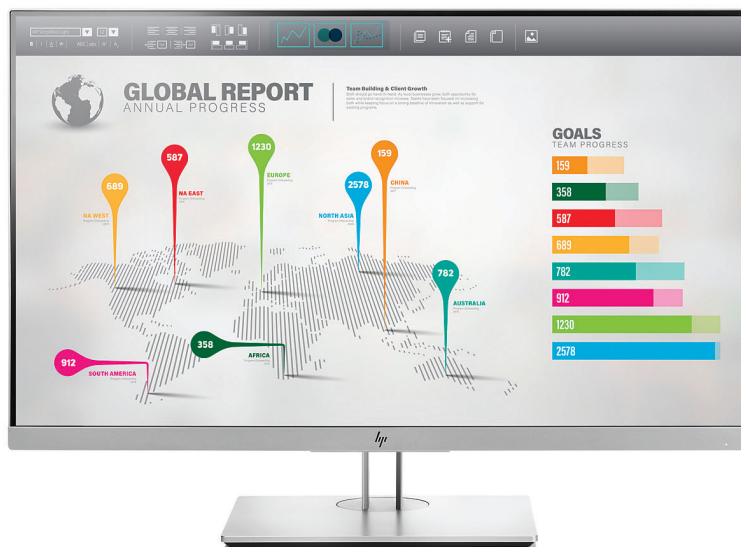 GLOBAL REPORT
ANNUAL PROGRESS
Team Building & Client Growth
689
NA WEST
587
NA EAST
1230
EUROPE
2578
NORTH ASIA
159
CHINA
782
AUSTRALIA
912
SOUTH AMERICA
358
AFRICA
GOALS
TEAM PROGRESS
159
358
587
689
782
912
1230
2578
hp